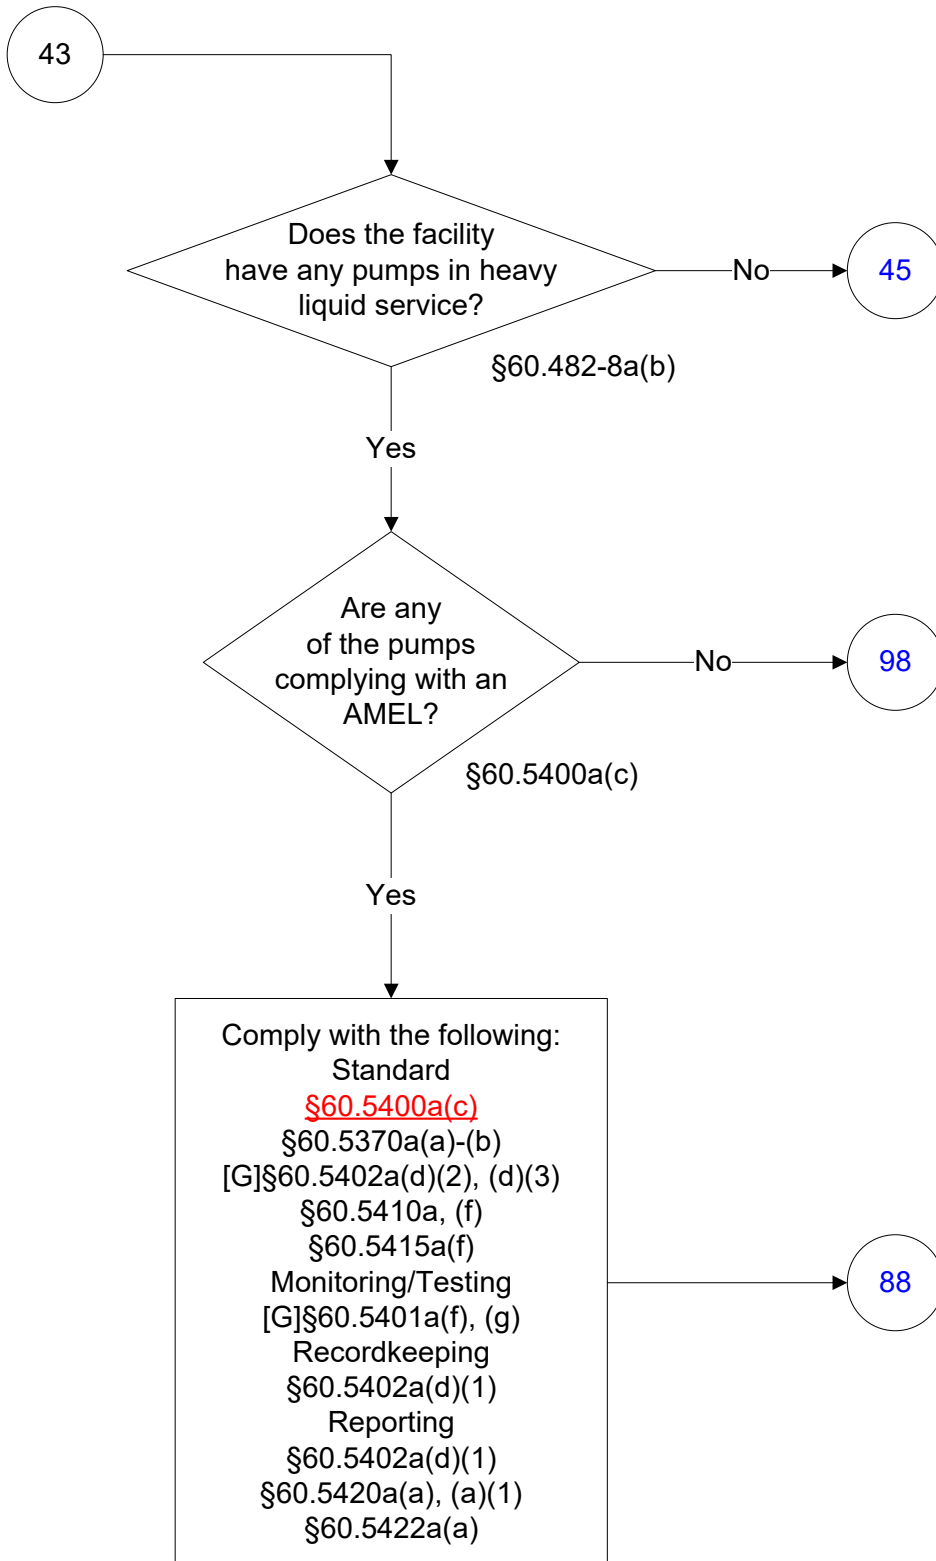 43
Does the facility
have any pumps in heavy
liquid service?
No
45
§60.482-8a(b)
Yes
Are any
of the pumps
complying with an
AMEL?
No
98
§60.5400a(c)
Yes
Comply with the following:
Standard
§60.5400a(c)
§60.5370a(a)-(b)
[G]§60.5402a(d)(2), (d)(3)
§60.5410a, (f)
§60.5415a(f)
Monitoring/Testing
[G]§60.5401a(f), (g)
Recordkeeping
§60.5402a(d)(1)
Reporting
§60.5402a(d)(1)
§60.5420a(a), (a)(1)
§60.5422a(a)
88